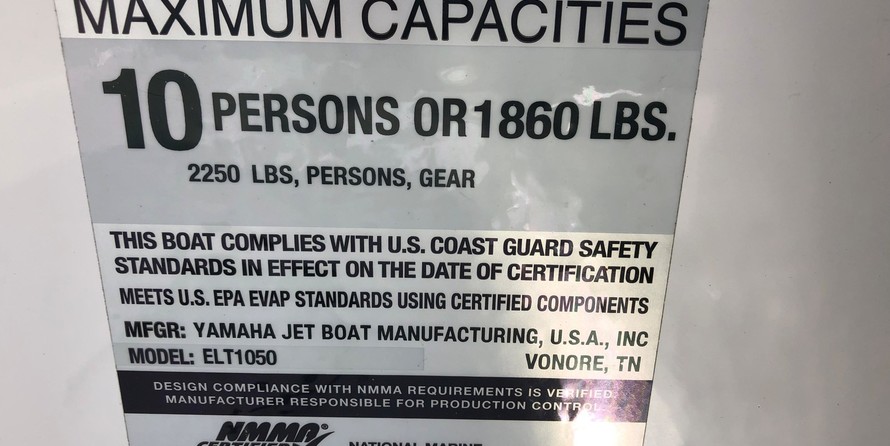 MAXIMUM CAPACITIES
10 PERSONS OR 1860 LBS.
2250 LBS, PERSONS, GEAR
THIS BOAT COMPLIES WITH U.S. COAST GUARD SAFETY
STANDARDS IN EFFECT ON THE DATE OF CERTIFICATION
MEETS U.S. EPA EVAP STANDARDS USING CERTIFIED COMPONENTS
MFGR: YAMAHA JET BOAT MANUFACTURING, U.S.A., INC
MODEL: ELT1050 VONORE, TN
DESIGN COMPLIANCE WITH NMMA REQUIREMENTS IS VERIFIED.
MANUFACTURER RESPONSIBLE FOR PRODUCTION CONTROL.
NMMA®
CERTIFIED NATIONAL MARINE